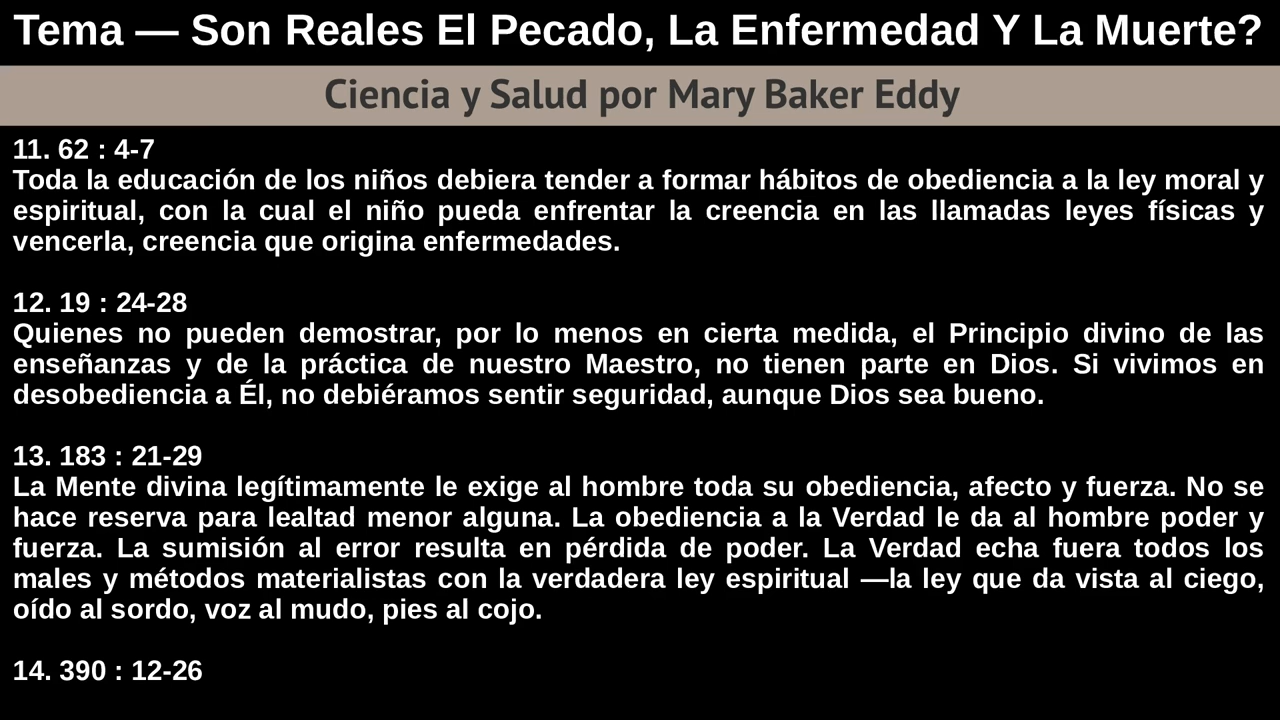 Tema — Son Reales El Pecado, La Enfermedad Y La Muerte?
Ciencia y Salud por Mary Baker Eddy
11. 62 : 4-7
Toda la educación de los niños debiera tender a formar hábitos de obediencia a la ley moral y
espiritual, con la cual el niño pueda enfrentar la creencia en las llamadas leyes físicas y
vencerla, creencia que origina enfermedades.
12. 19 : 24-28
Quienes no pueden demostrar, por lo menos en cierta medida, el Principio divino de las
enseñanzas y de la práctica de nuestro Maestro, no tienen parte en Dios. Si vivimos en
desobediencia a Él, no debiéramos sentir seguridad, aunque Dios sea bueno.
13. 183 : 21-29
La Mente divina legítimamente le exige al hombre toda su obediencia, afecto y fuerza. No se
hace reserva para lealtad menor alguna. La obediencia a la Verdad le da al hombre poder y
fuerza. La sumisión al error resulta en pérdida de poder. La Verdad echa fuera todos los
males y métodos materialistas con la verdadera ley espiritual —la ley que da vista al ciego,
oído al sordo, voz al mudo, pies al cojo.
14. 390 : 12-26